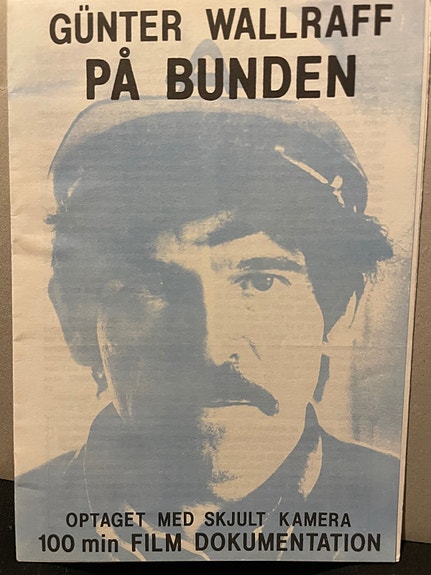 GÜNTER WALLRAFF
PÅ BUNDEN
OPTAGET MED SKJULT KAMERA
100 min FILM DOKUMENTATION